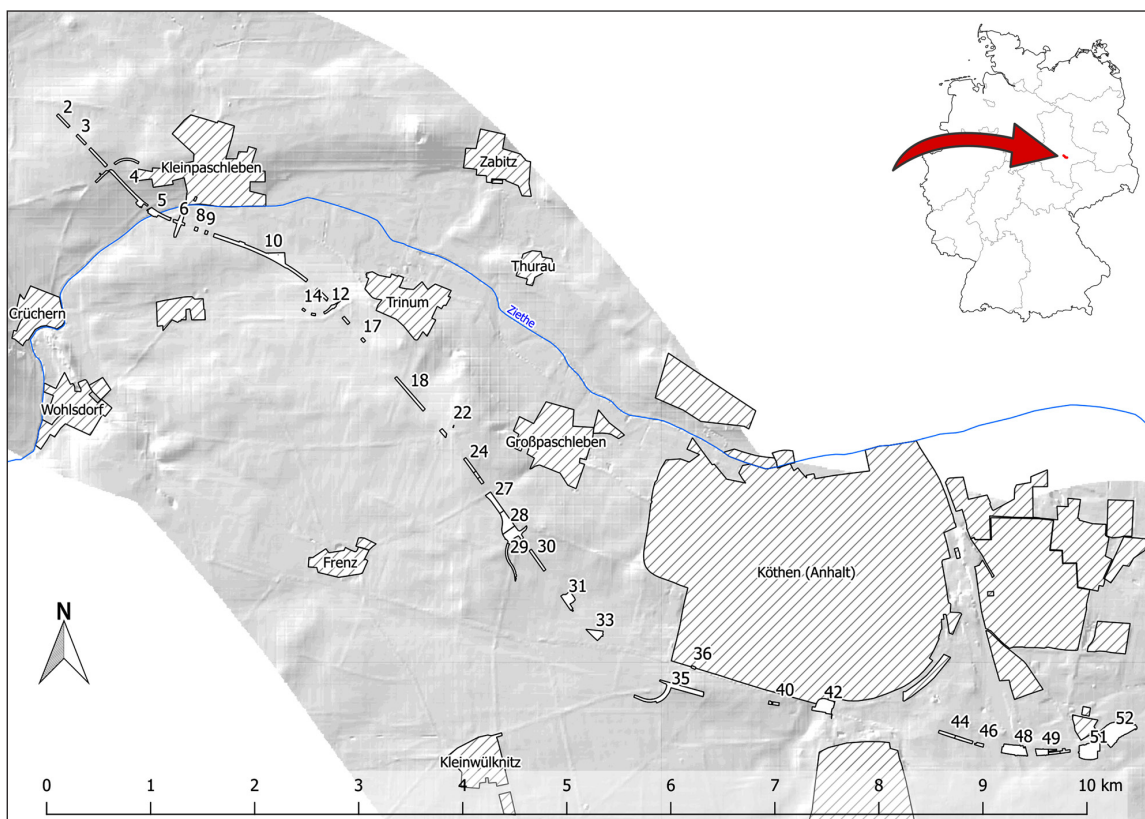 2
3
Kleinpaschleben
Zabitz
4
5
6
8
9
10
Thurau
Crüchern
14
12
Trinum
17
Ziethe
18
Wohlsdorf
22
Großpaschleben
24
27
28
29
30
Frenz
Köthen (Anhalt)
31
33
N
36
35
40
42
44
46
48
49
51
52
Kleinwülknitz
0 1 2 3 4 5 6 7 8 9 10 km